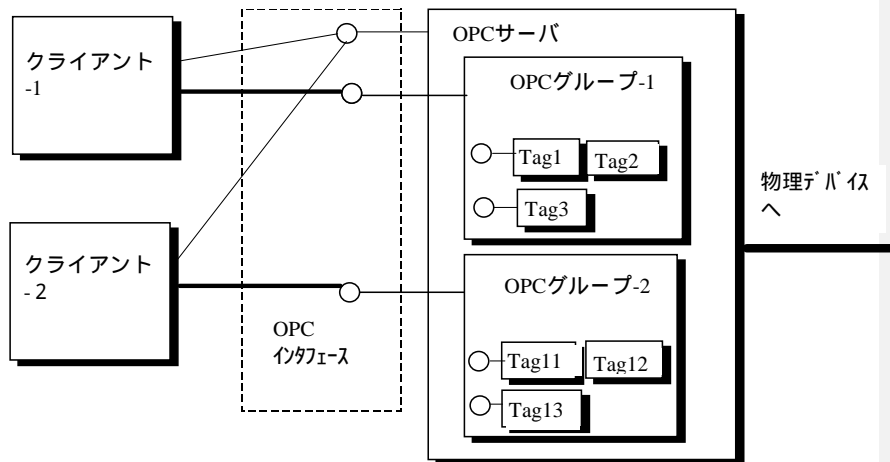 クライアント
-1
クライアント
- 2
OPC
ｲﾝﾀﾌｪｰｽ
OPCサーバ
OPCグループ-1
Tag1
Tag2
Tag3
OPCグループ-2
Tag11
Tag12
Tag13
物理ﾃﾞﾊﾞｲｽ
へ